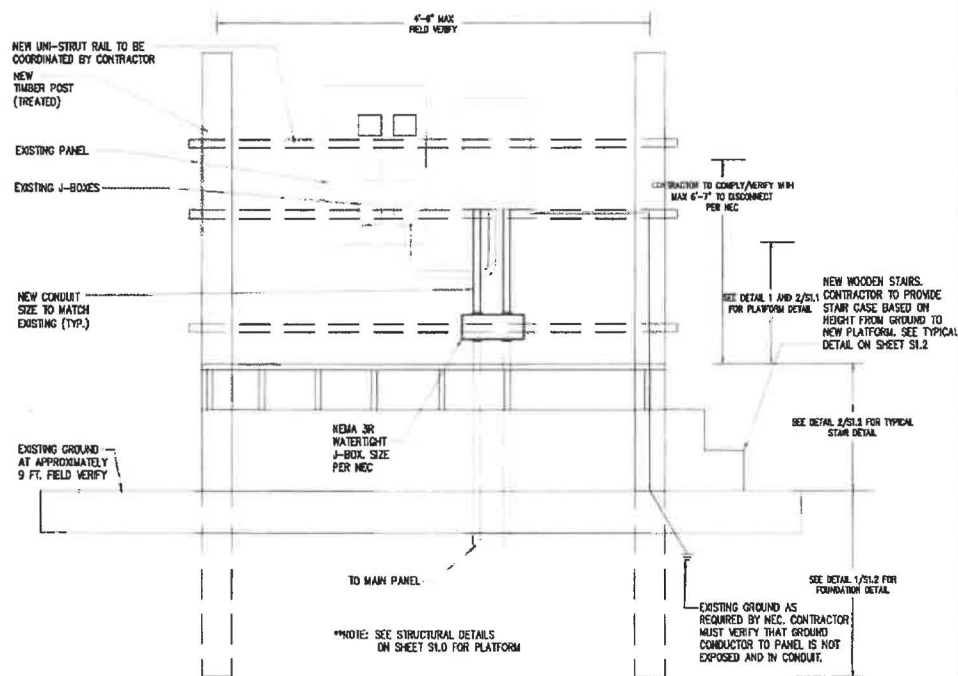 4'-6" MAX
FIELD VERIFY
NEW UNI-STRUT RAIL TO BE
COORDINATED BY CONTRACTOR
NEW
TIMBER POST
(TREATED)
EXISTING PANEL
EXISTING J-BOXES
CONTRACTOR TO COMPLY/VERIFY WITH
MAX 6'-7" TO DISCONNECT
PER NEC
NEW CONDUIT
SIZE TO MATCH
EXISTING (TYP.)
SEE DETAIL 1 AND 2/S1.1
FOR PLATFORM DETAIL
NEW WOODEN STAIRS.
CONTRACTOR TO PROVIDE
STAIR CASE BASED ON
HEIGHT FROM GROUND TO
NEW PLATFORM. SEE TYPICAL
DETAIL ON SHEET S1.2
NEMA 3R
WATERTIGHT
J-BOX. SIZE
PER NEC
SEE DETAIL 2/S1.2 FOR TYPICAL
STAIR DETAIL
EXISTING GROUND
AT APPROXIMATELY
9 FT. FIELD VERIFY
TO MAIN PANEL
SEE DETAIL 1/S1.2 FOR
FOUNDATION DETAIL
EXISTING GROUND AS
REQUIRED BY NEC. CONTRACTOR
MUST VERIFY THAT GROUND
CONDUCTOR TO PANEL IS NOT
EXPOSED AND IN CONDUIT.
**NOTE: SEE STRUCTURAL DETAILS
ON SHEET S1.0 FOR PLATFORM